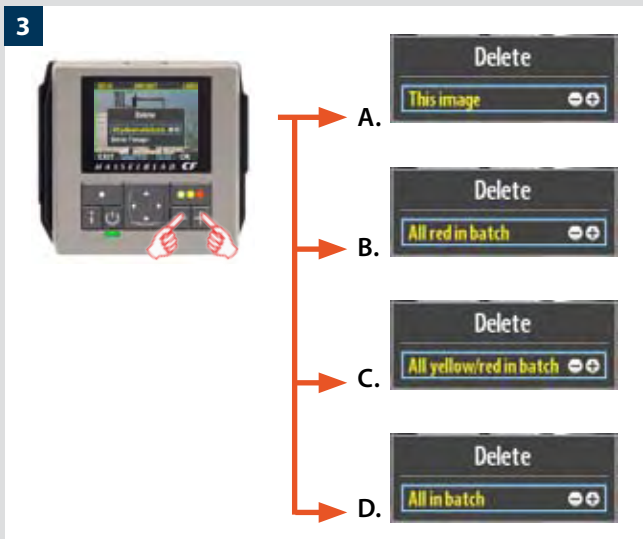 3
Delete
EXIT
OK
HASSELBLAD CF
A.
Delete
This image
B.
Delete
All red in batch
C.
Delete
All yellow/red in batch
D.
Delete
All in batch